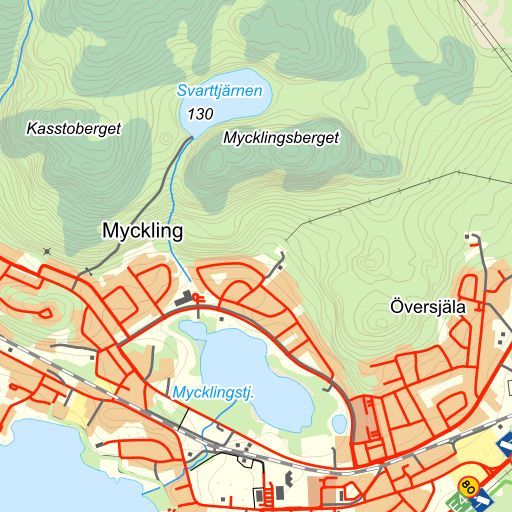 Svarttjärnen
130
Kasstoberget
Mycklingsberget
Myckling
Översjäla
Mycklingstj.
80